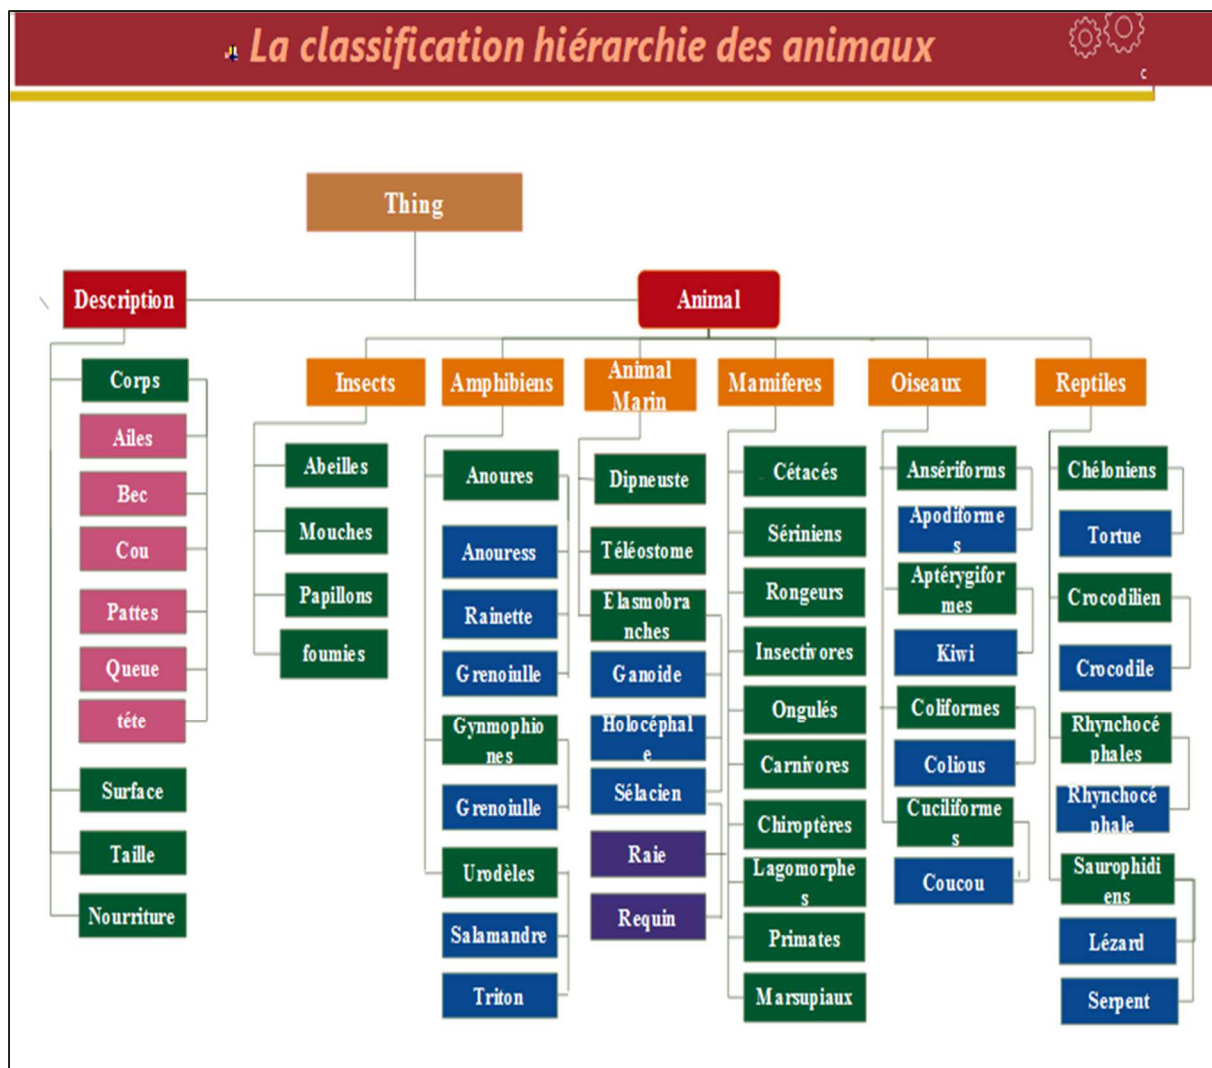 La classification hiérarchie des animaux
c
Thing
Description
Animal
Corps
Ailes
Bec
Cou
Pattes
Queue
téte
Surface
Taille
Nourriture
Insects
Abeilles
Mouches
Papillons
foumies
Amphibiens
Anoures
Anouress
Rainette
Grenoiulle
Gynmophio
nes
Grenoiulle
Urodèles
Salamandre
Triton
Animal
Marin
Dipneuste
Téléostome
Elasmobra
nches
Ganoide
Holocéphal
e
Sélacien
Raie
Requin
Mamiferes
Cétacés
Sériniens
Rongeurs
Insectivores
Ongulés
Carnivores
Chiroptères
Lagomorphe
s
Primates
Marsupiaux
Oiseaux
Ansériforms
Apodiforme
s
Aptérygifor
mes
Kiwi
Coliformes
Colious
Cuciliforme
s
Coucou
Reptiles
Chéloniens
Tortue
Crocodilien
Crocodile
Rhynchocé
phales
Rhynchocé
phale
Saurophidi
ens
Lézard
Serpent